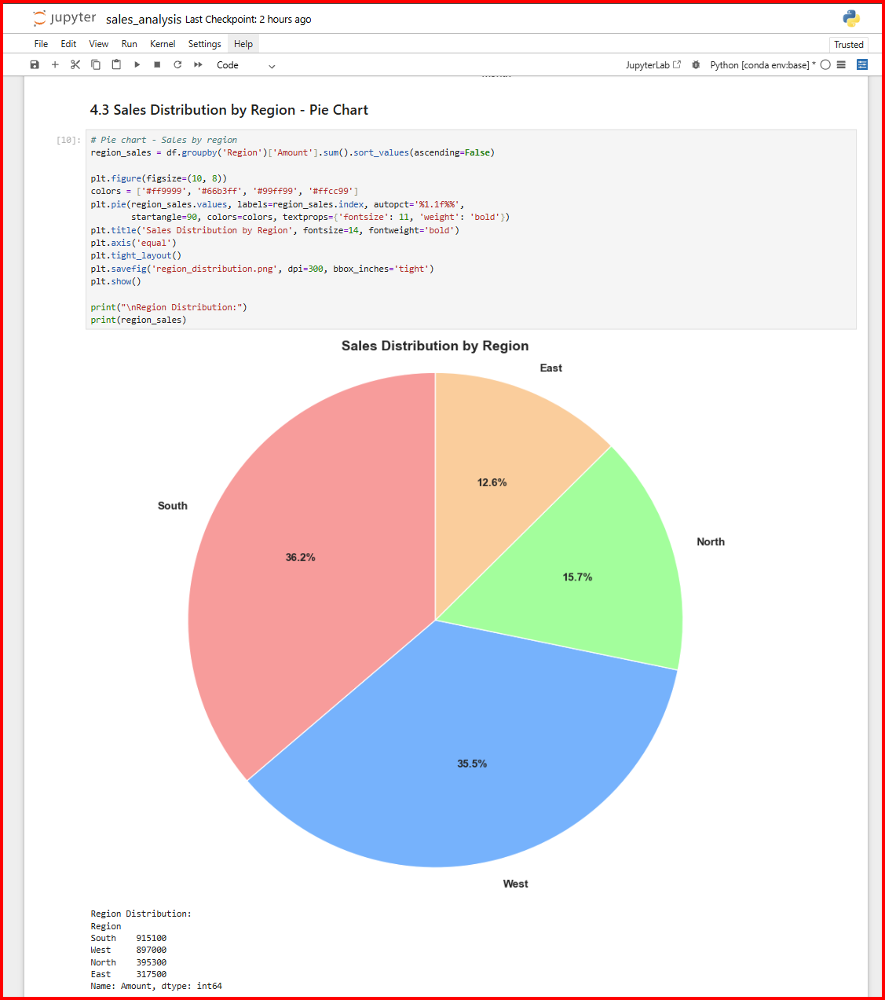 jupyter sales_analysis Last Checkpoint: 2 hours ago
File Edit View Run Kernel Settings Help Trusted
Code JupyterLab Python [conda env:base] *
4.3 Sales Distribution by Region - Pie Chart
[10]:
# Pie chart - Sales by region
region_sales = df.groupby('Region')['Amount'].sum().sort_values(ascending=False)
plt.figure(figsize=(10, 8))
colors = ['#ff9999', '#66b3ff', '#99ff99', '#ffcc99']
plt.pie(region_sales.values, labels=region_sales.index, autopct='%1.1f%%',
        startangle=90, colors=colors, textprops={'fontsize': 11, 'weight': 'bold'})
plt.title('Sales Distribution by Region', fontsize=14, fontweight='bold')
plt.axis('equal')
plt.tight_layout()
plt.savefig('region_distribution.png', dpi=300, bbox_inches='tight')
plt.show()
print("\nRegion Distribution:")
print(region_sales)
Sales Distribution by Region
East
12.6%
South
North
36.2%
15.7%
35.5%
West
Region Distribution:
Region
South    915100
West     897000
North    395300
East     317500
Name: Amount, dtype: int64